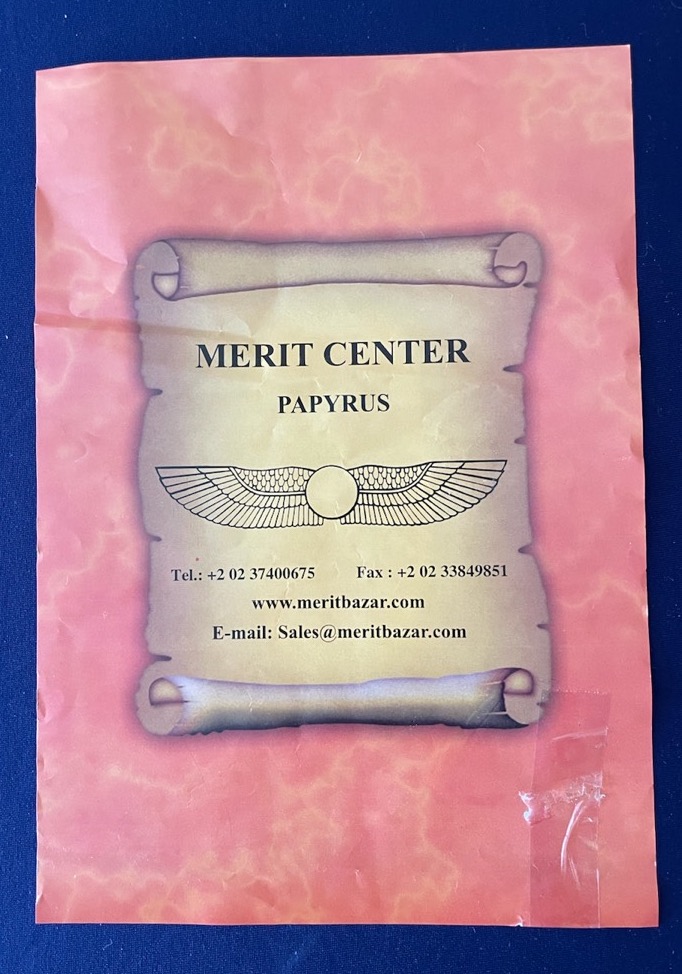 MERIT CENTER
PAPYRUS
Tel.: +2 02 37400675 Fax : +2 02 33849851
www.meritbazar.com
E-mail: Sales@meritbazar.com